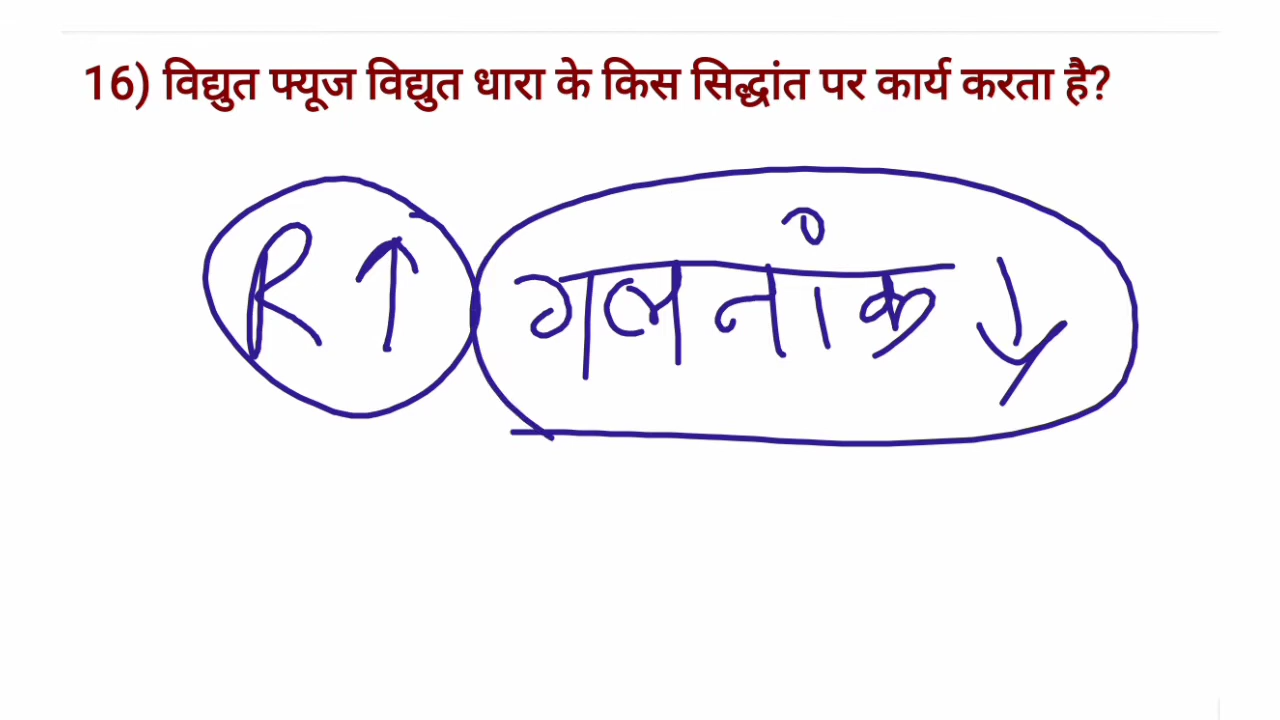 16) विद्युत फ्यूज विद्युत धारा के किस सिद्धांत पर कार्य करता है?
R ↑ गलनांक ↓